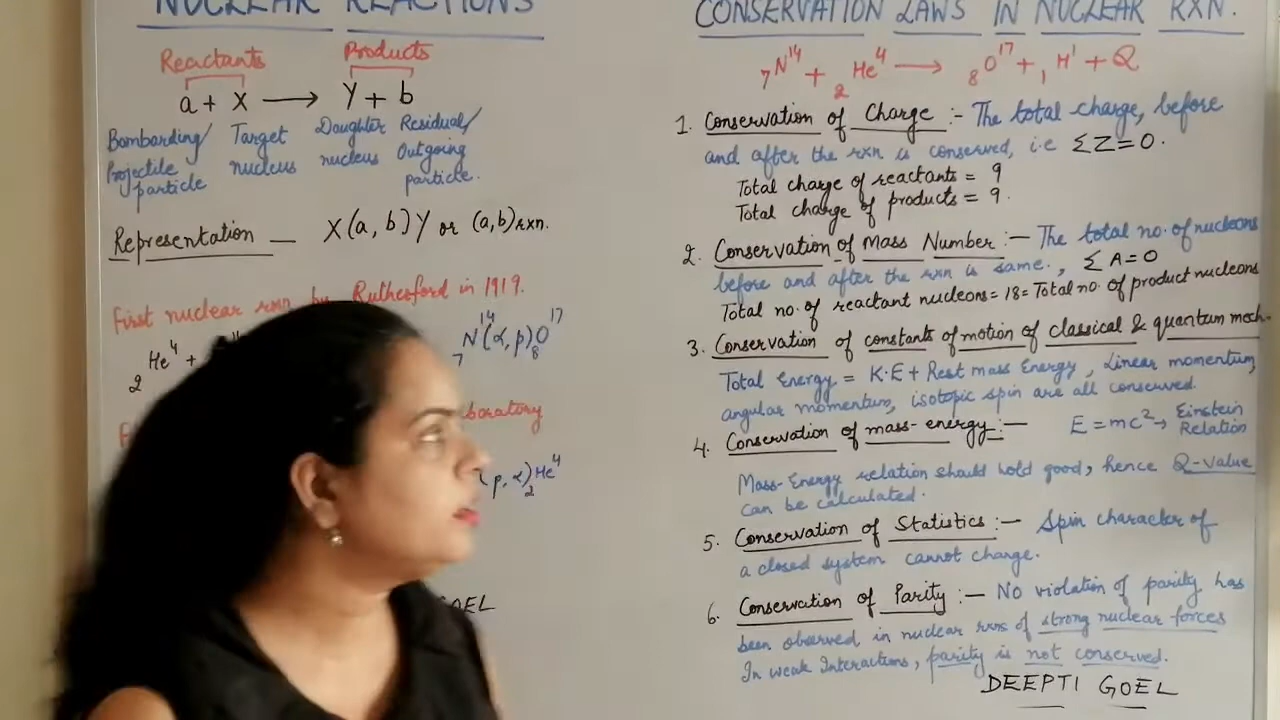 NUCLEAR REACTIONS
Reactants Products
a + X ⟶ Y + b
Bombarding/ Target Daughter Residual/
Projectile nucleus nucleus Outgoing
particle particle.
Representation — X(a, b)Y or (a,b)rxn.
First nuclear rxn by Rutherford in 1919.
₂He⁴ + ₇N¹⁴(α, p)₈O¹⁷
(p, α)₂He⁴
GOEL
CONSERVATION LAWS IN NUCLEAR RXN.
₇N¹⁴ + ₂He⁴ ⟶ ₈O¹⁷ + ₁H¹ + Q
1. Conservation of Charge :- The total charge, before
and after the rxn is conserved, i.e ΣZ=0.
Total charge of reactants = 9
Total charge of products = 9.
2. Conservation of Mass Number :- The total no. of nucleons
before and after the rxn is same., ΣA=0
Total no. of reactant nucleons = 18 = Total no. of product nucleons
3. Conservation of constants of motion of classical & quantum mech.
Total Energy = K.E + Rest mass Energy, Linear momentum,
angular momentum, isotopic spin are all conserved.
4. Conservation of mass-energy :- E = mc² → Einstein
Relation
Mass-Energy relation should hold good, hence Q-value
can be calculated.
5. Conservation of Statistics :- Spin character of
a closed system cannot change.
6. Conservation of Parity :- No violation of parity has
been observed in nuclear rxns of strong nuclear forces
In weak Interactions, parity is not conserved.
DEEPTI GOEL